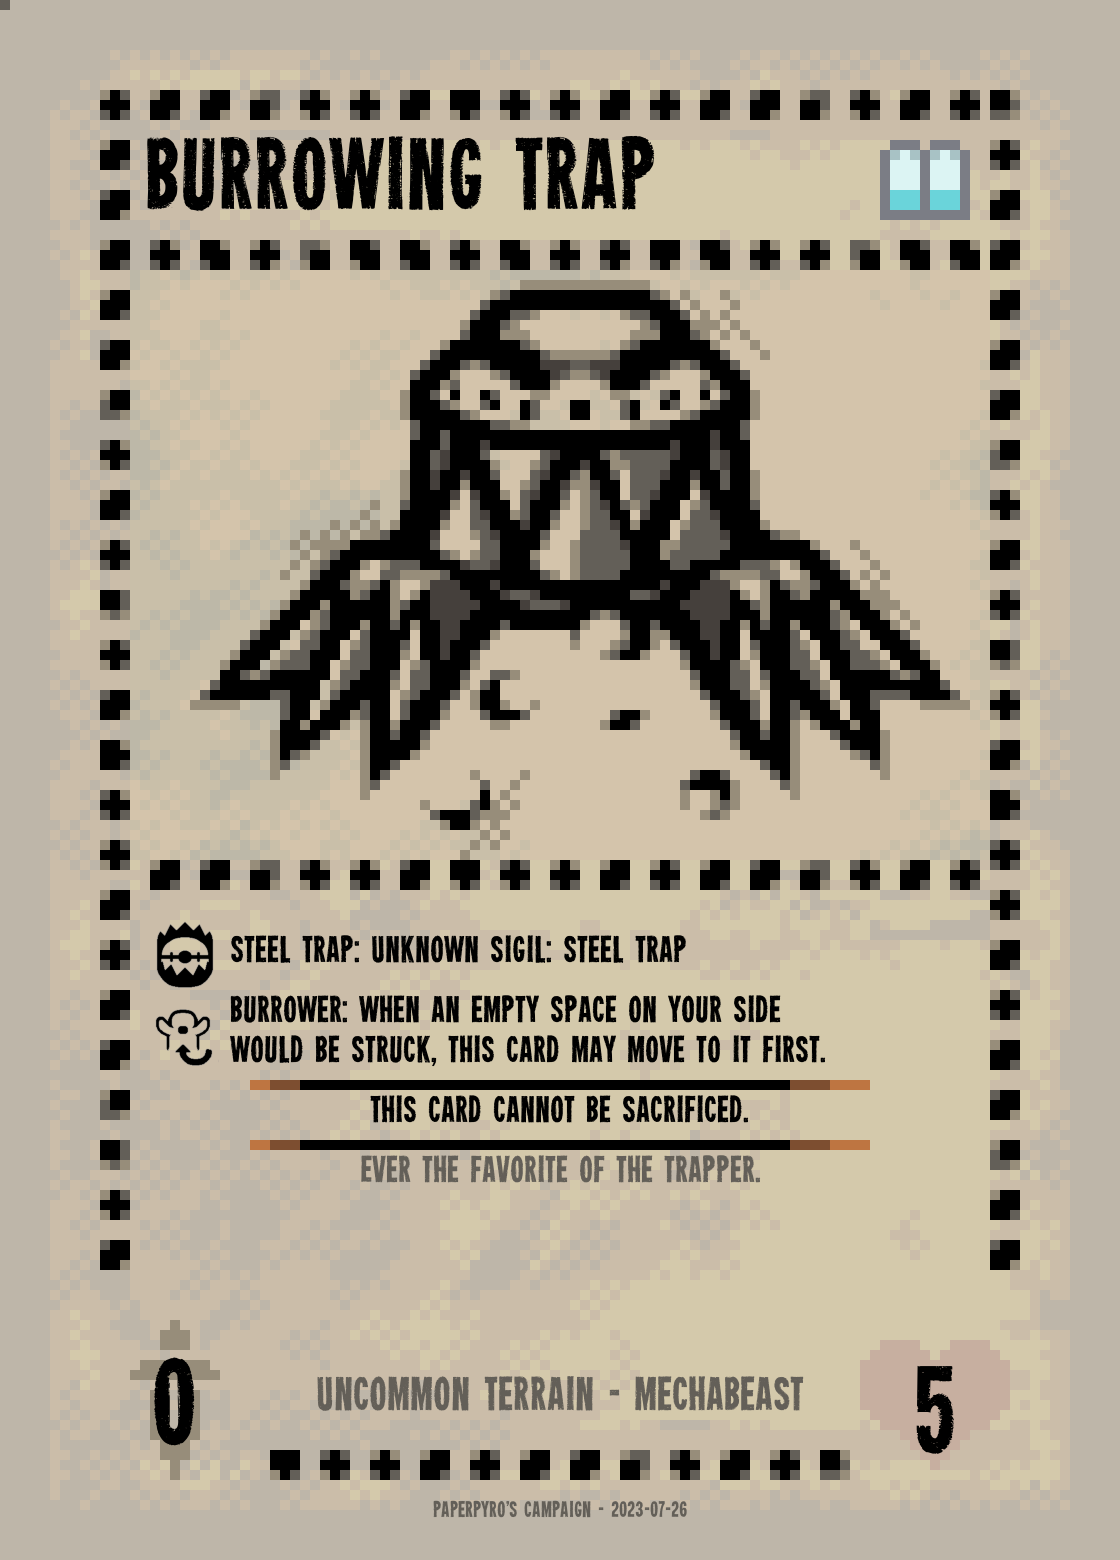 BURROWING TRAP
STEEL TRAP: UNKNOWN SIGIL: STEEL TRAP
BURROWER: WHEN AN EMPTY SPACE ON YOUR SIDE
WOULD BE STRUCK, THIS CARD MAY MOVE TO IT FIRST.
THIS CARD CANNOT BE SACRIFICED.
EVER THE FAVORITE OF THE TRAPPER.
0
UNCOMMON TERRAIN - MECHABEAST
5
PAPERPYRO'S CAMPAIGN - 2023-07-26